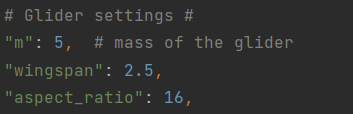 # Glider settings #
"m": 5,  # mass of the glider
"wingspan": 2.5,
"aspect_ratio": 16,